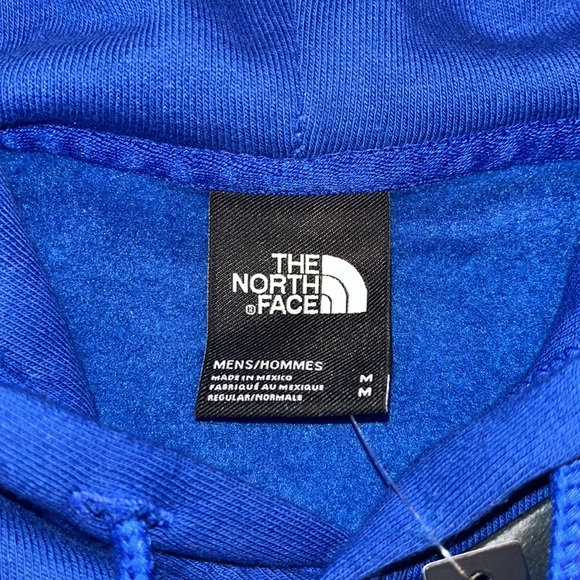 THE
NORTH
®FACE
MENS/HOMMES
MADE IN MEXICO M
FABRIQUÉ AU MEXIQUE M
REGULAR/NORMALE